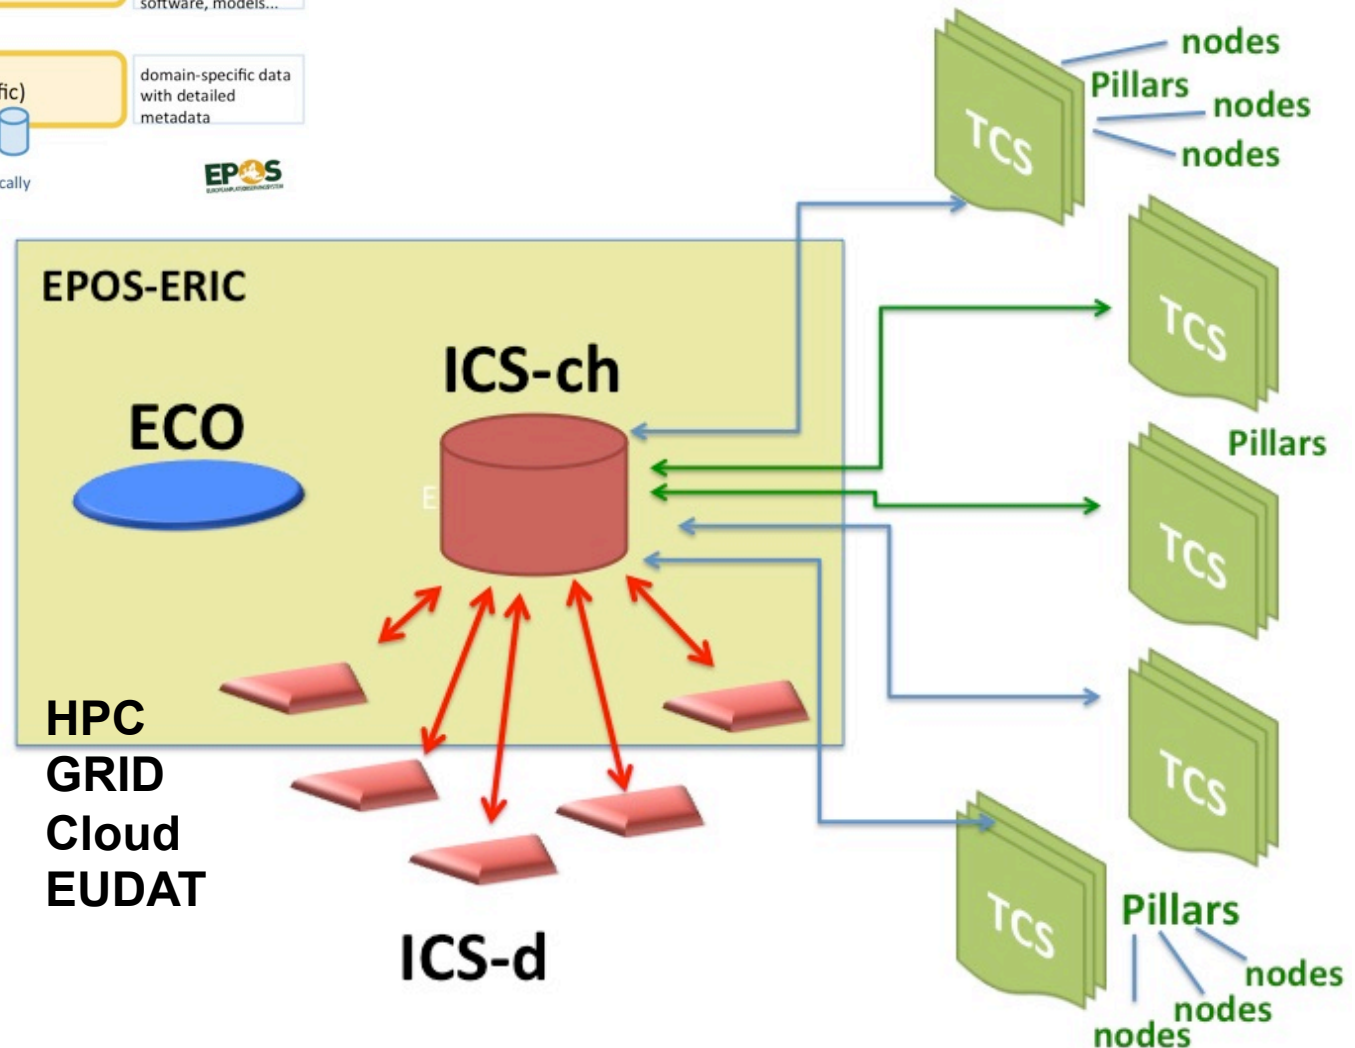 software, models...
domain-specific data
with detailed
metadata
fic)
cally
EPOS
nodes
Pillars
nodes
nodes
TCS
EPOS-ERIC
ICS-ch
ECO
E
TCS
Pillars
TCS
TCS
HPC
GRID
Cloud
EUDAT
ICS-d
TCS
Pillars
nodes
nodes
nodes